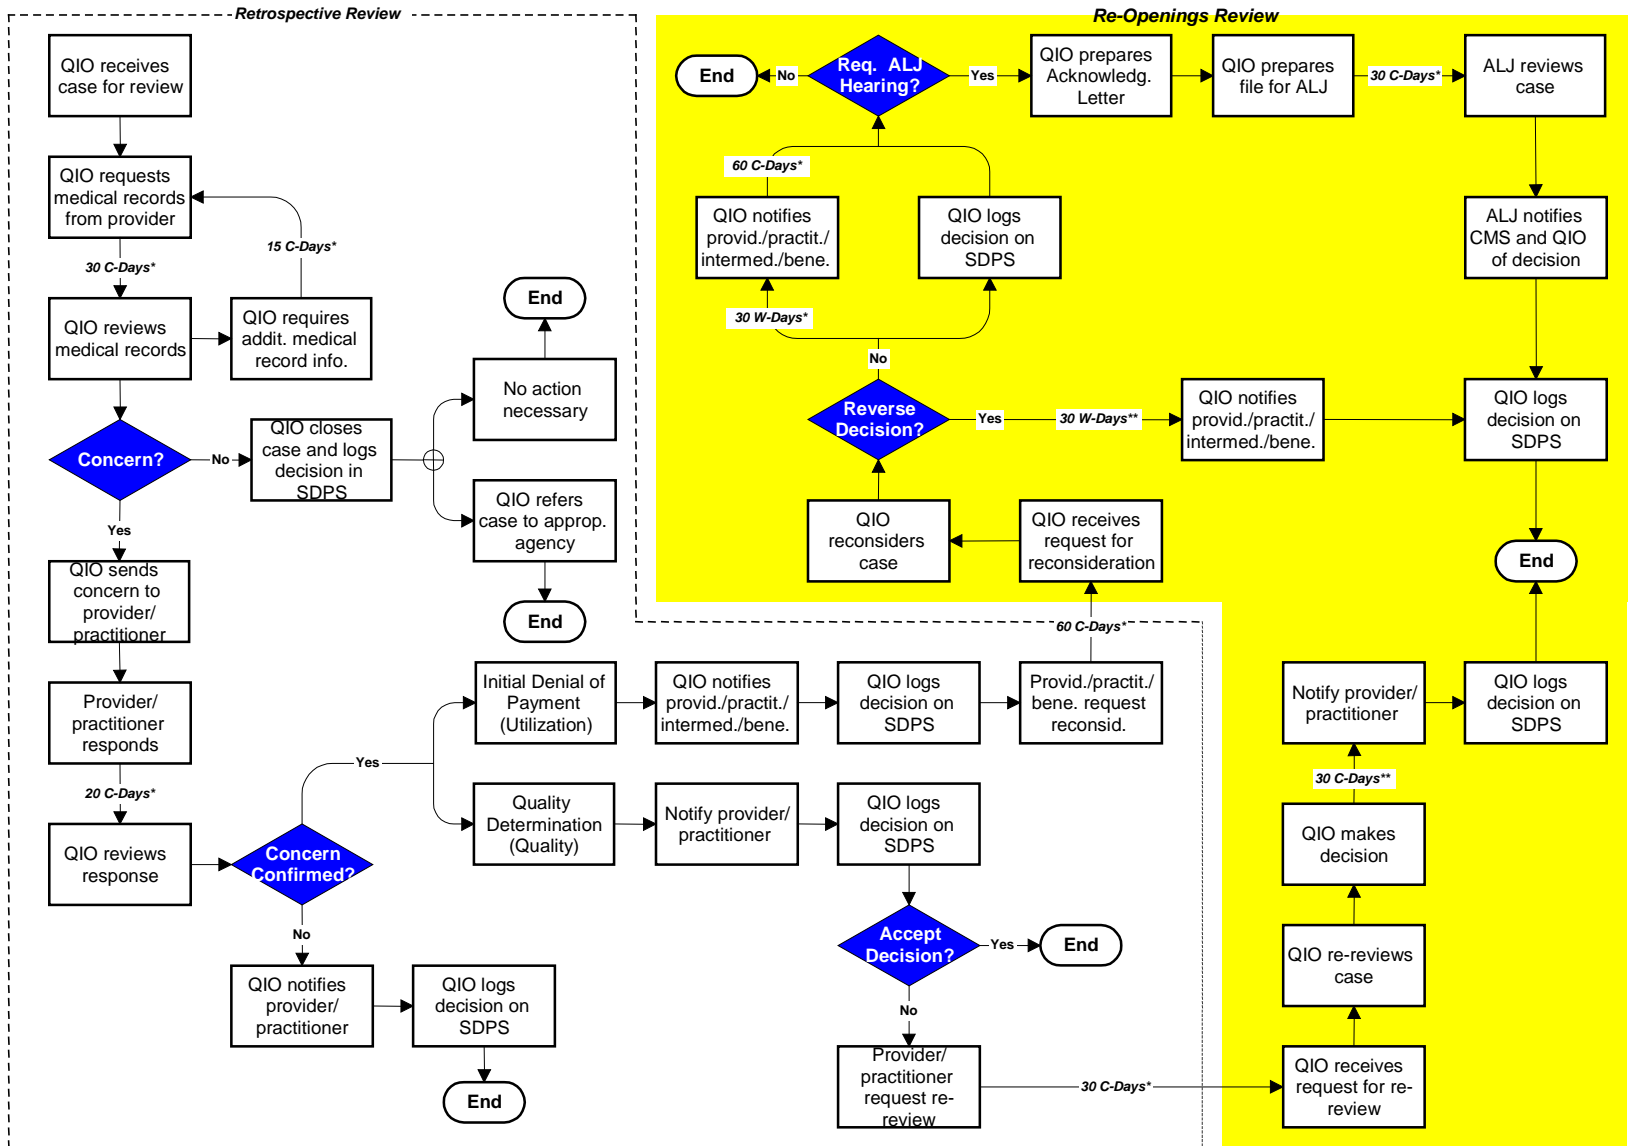 Retrospective Review
QIO receives
case for review
QIO requests
medical records
from provider
15 C-Days*
30 C-Days*
QIO reviews
medical records
QIO requires
addit. medical
record info.
Concern?
No
QIO closes
case and logs
decision in
SDPS
End
No action
necessary
QIO refers
case to approp.
agency
End
Yes
QIO sends
concern to
provider/
practitioner
Provider/
practitioner
responds
20 C-Days*
QIO reviews
response
Concern
Confirmed?
Yes
Initial Denial of
Payment
(Utilization)
QIO notifies
provid./practit./
intermed./bene.
QIO logs
decision on
SDPS
Provid./practit./
bene. request
reconsid.
60 C-Days*
Quality
Determination
(Quality)
Notify provider/
practitioner
QIO logs
decision on
SDPS
Accept
Decision?
Yes
End
No
Provider/
practitioner
request re-
review
30 C-Days*
No
QIO notifies
provider/
practitioner
QIO logs
decision on
SDPS
End
Re-Openings Review
End
No
Req. ALJ
Hearing?
Yes
QIO prepares
Acknowledg.
Letter
QIO prepares
file for ALJ
30 C-Days*
ALJ reviews
case
60 C-Days*
QIO notifies
provid./practit./
intermed./bene.
QIO logs
decision on
SDPS
ALJ notifies
CMS and QIO
of decision
30 W-Days*
No
Reverse
Decision?
Yes
30 W-Days**
QIO notifies
provid./practit./
intermed./bene.
QIO logs
decision on
SDPS
QIO
reconsiders
case
QIO receives
request for
reconsideration
End
Notify provider/
practitioner
QIO logs
decision on
SDPS
30 C-Days**
QIO makes
decision
QIO re-reviews
case
QIO receives
request for re-
review